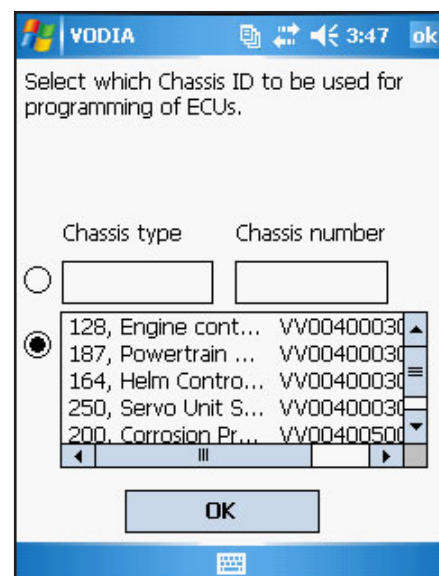 VODIA 3:47 ok
Select which Chassis ID to be used for
programming of ECUs.
Chassis type Chassis number
128, Engine cont... VV00400030
187, Powertrain ... VV00400030
164, Helm Contro... VV00400030
250, Servo Unit S... VV00400030
200, Corrosion Pr... VV00400500
OK